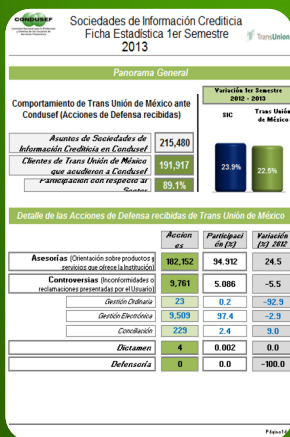 CONDUSEF
Sociedades de Información Crediticia
Ficha Estadística 1er Semestre
2013
TransUnion
Panorama General
Comportamiento de Trans Unión de México ante
Condusef (Acciones de Defensa recibidas)
Variación 1er Semestre
2012 - 2013
SIC
Trans Unión
de México
Asuntos de Sociedades de
Información Crediticia en Condusef
215,480
Clientes de Trans Unión de México
que acudieron a Condusef
191,917
Participación con respecto al
Sector
89.1%
23.9%
22.5%
Detalle de las Acciones de Defensa recibidas de Trans Unión de México
Accion
es
Participaci
ón (%)
Variación
(%) 2012
Asesorías (Orientación sobre productos y
servicios que ofrece la Institución)
182,152
94.912
24.5
Controversias (Inconformidades o
reclamaciones presentadas por el Usuario)
9,761
5.086
-5.5
Gestión Ordinaria
23
0.2
-92.9
Gestión Electrónica
9,509
97.4
-2.9
Conciliación
229
2.4
9.0
Dictamen
4
0.002
0.0
Defensoría
0
0.0
-100.0